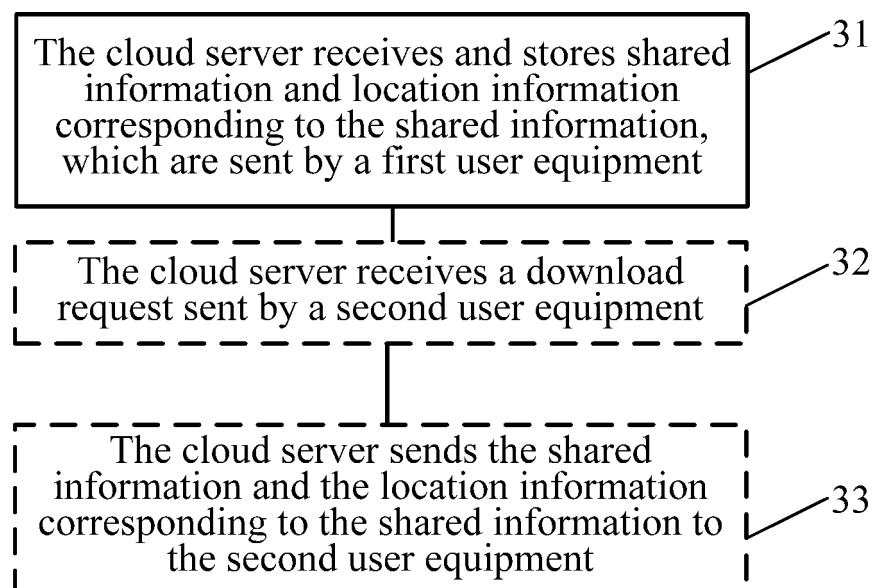 The cloud server receives and stores shared
information and location information
corresponding to the shared information,
which are sent by a first user equipment
31
The cloud server receives a download
request sent by a second user equipment
32
The cloud server sends the shared
information and the location information
corresponding to the shared information to
the second user equipment
33